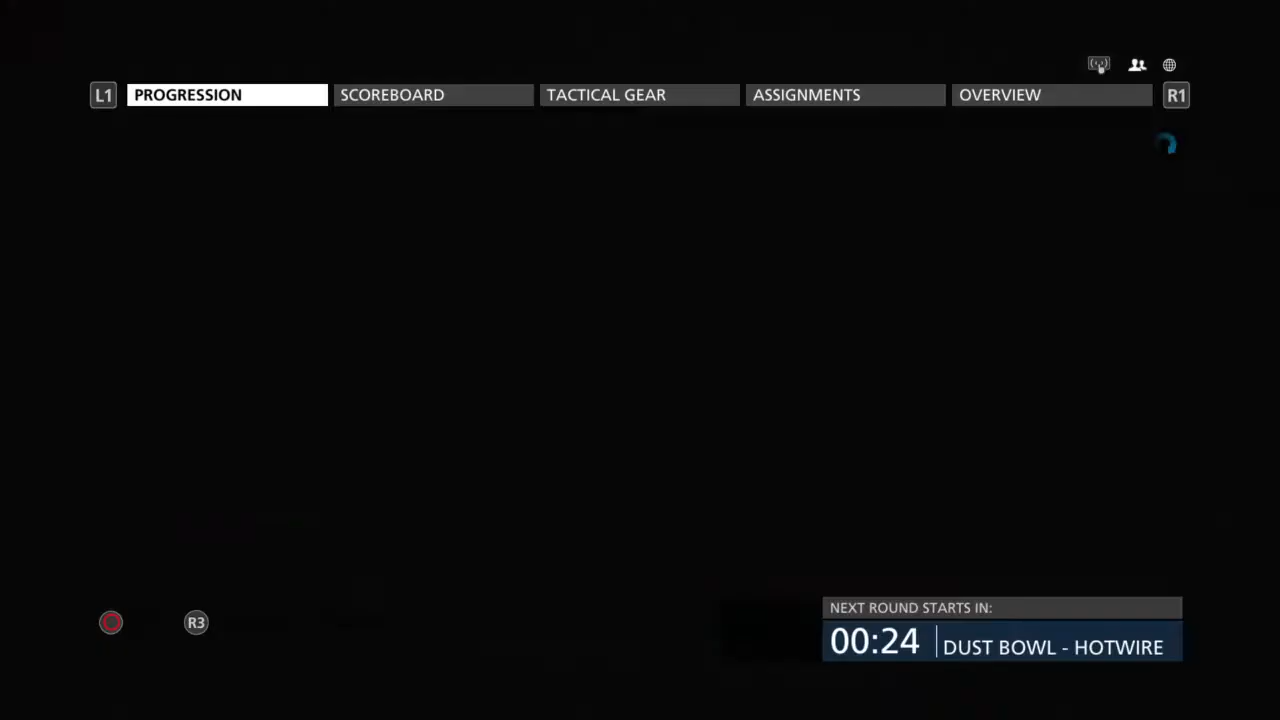 L1 PROGRESSION SCOREBOARD TACTICAL GEAR ASSIGNMENTS OVERVIEW R1
R3
NEXT ROUND STARTS IN:
00:24 DUST BOWL - HOTWIRE